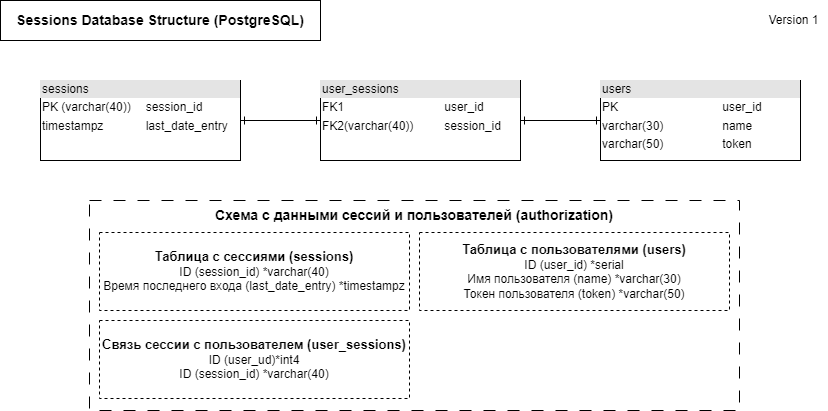 Sessions Database Structure (PostgreSQL)
Version 1
sessions
PK (varchar(40)) session_id
timestampz last_date_entry
user_sessions
FK1 user_id
FK2(varchar(40)) session_id
users
PK user_id
varchar(30) name
varchar(50) token
Схема с данными сессий и пользователей (authorization)
Таблица с сессиями (sessions)
ID (session_id) *varchar(40)
Время последнего входа (last_date_entry) *timestampz
Таблица с пользователями (users)
ID (user_id) *serial
Имя пользователя (name) *varchar(30)
Токен пользователя (token) *varchar(50)
Связь сессии с пользователем (user_sessions)
ID (user_ud)*int4
ID (session_id) *varchar(40)